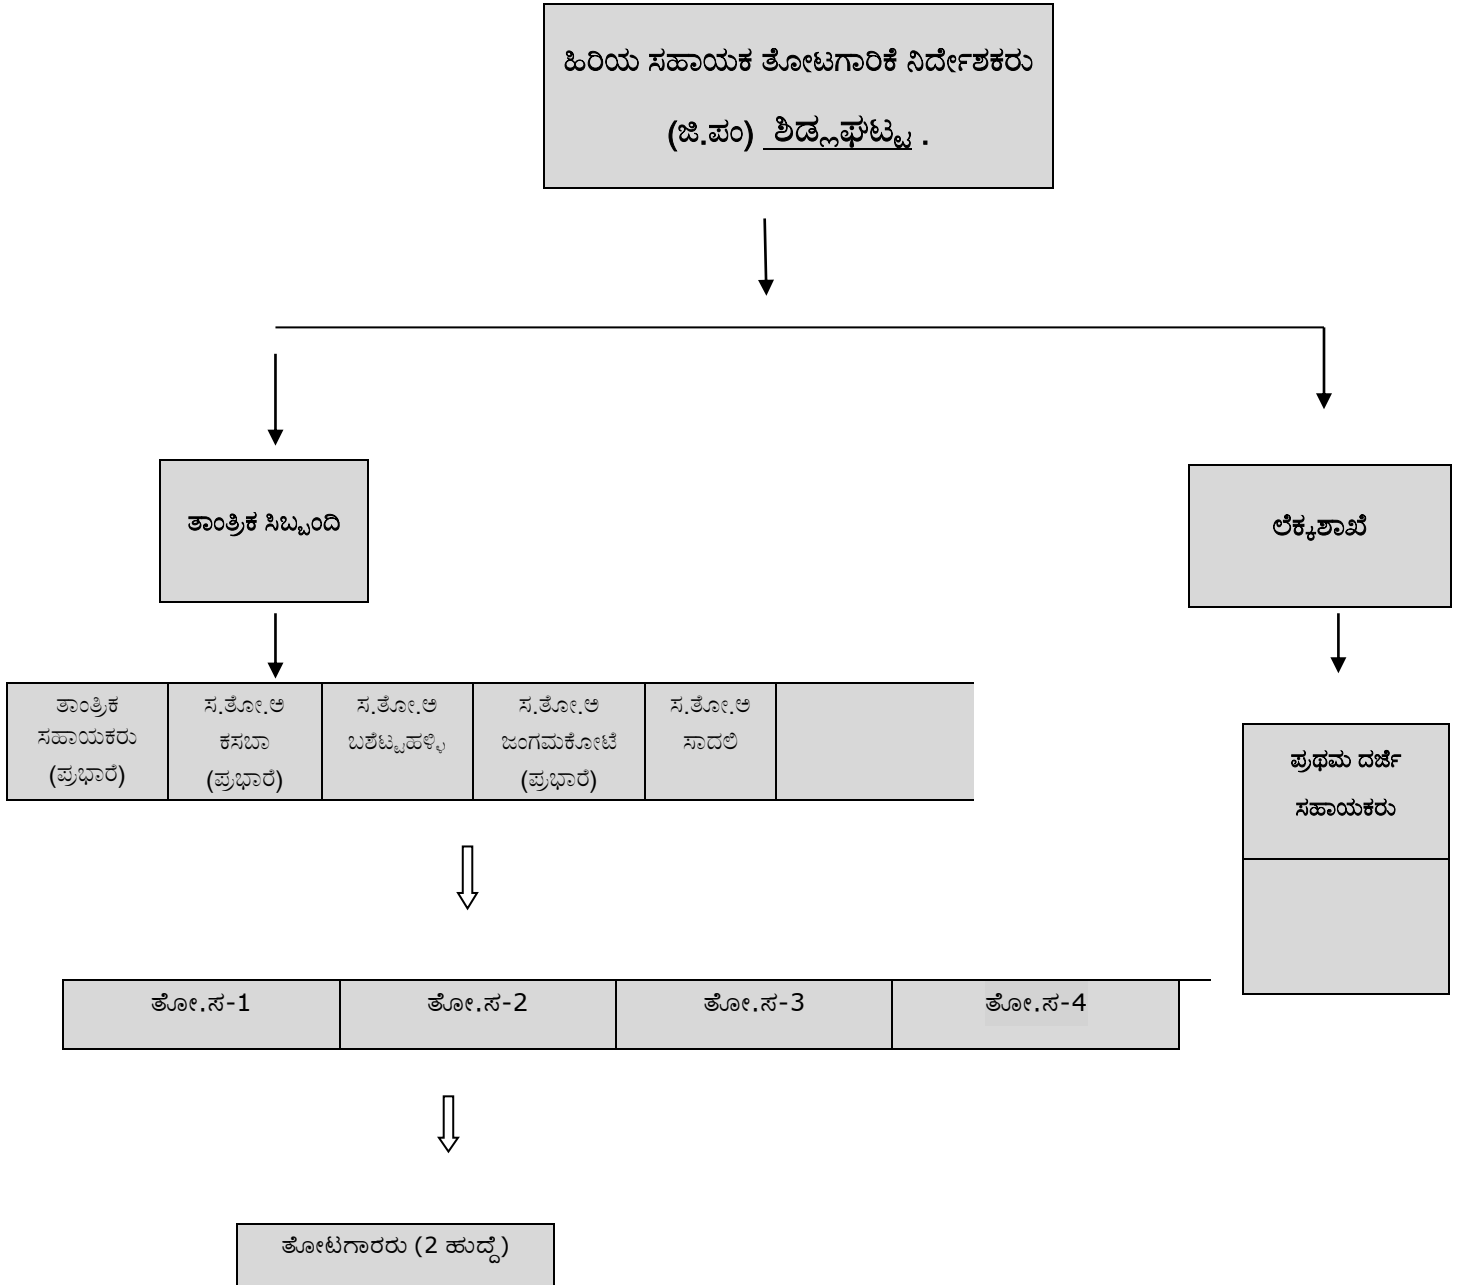 ಹಿರಿಯ ಸಹಾಯಕ ತೋಟಗಾರಿಕೆ ನಿರ್ದೇಶಕರು
(ಜಿ.ಪಂ) ಶಿಡ್ಲಘಟ್ಟ .
ತಾಂತ್ರಿಕ ಸಿಬ್ಬಂದಿ
ಲೆಕ್ಕಶಾಖೆ
ತಾಂತ್ರಿಕ
ಸಹಾಯಕರು
(ಪ್ರಭಾರೆ)
ಸ.ತೋ.ಅ
ಕಸಬಾ
(ಪ್ರಭಾರೆ)
ಸ.ತೋ.ಅ
ಬಶೆಟ್ಟಹಳ್ಳಿ
ಸ.ತೋ.ಅ
ಜಂಗಮಕೋಟೆ
(ಪ್ರಭಾರೆ)
ಸ.ತೋ.ಅ
ಸಾದಲಿ
ಪ್ರಥಮ ದರ್ಜೆ
ಸಹಾಯಕರು
ತೋ.ಸ-1
ತೋ.ಸ-2
ತೋ.ಸ-3
ತೋ.ಸ-4
ತೋಟಗಾರರು (2 ಹುದ್ದೆ)